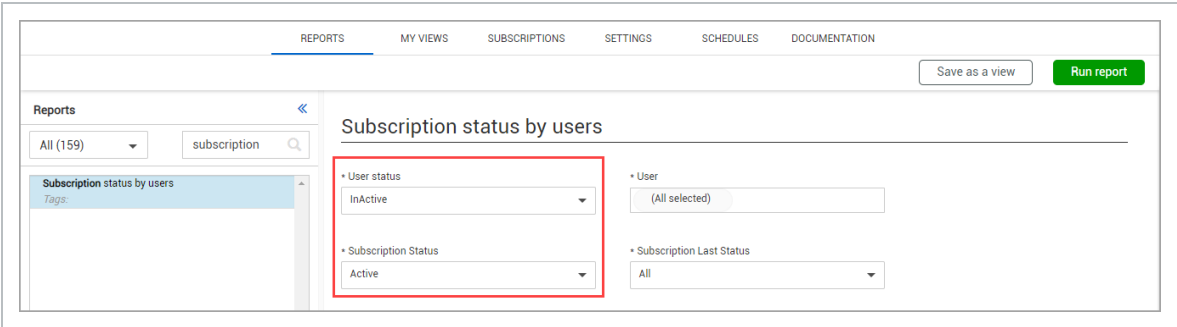 REPORTS MY VIEWS SUBSCRIPTIONS SETTINGS SCHEDULES DOCUMENTATION
Save as a view Run report
Reports
All (159) subscription
Subscription status by users
Tags:
Subscription status by users
* User status * User
InActive (All selected)
* Subscription Status * Subscription Last Status
Active All